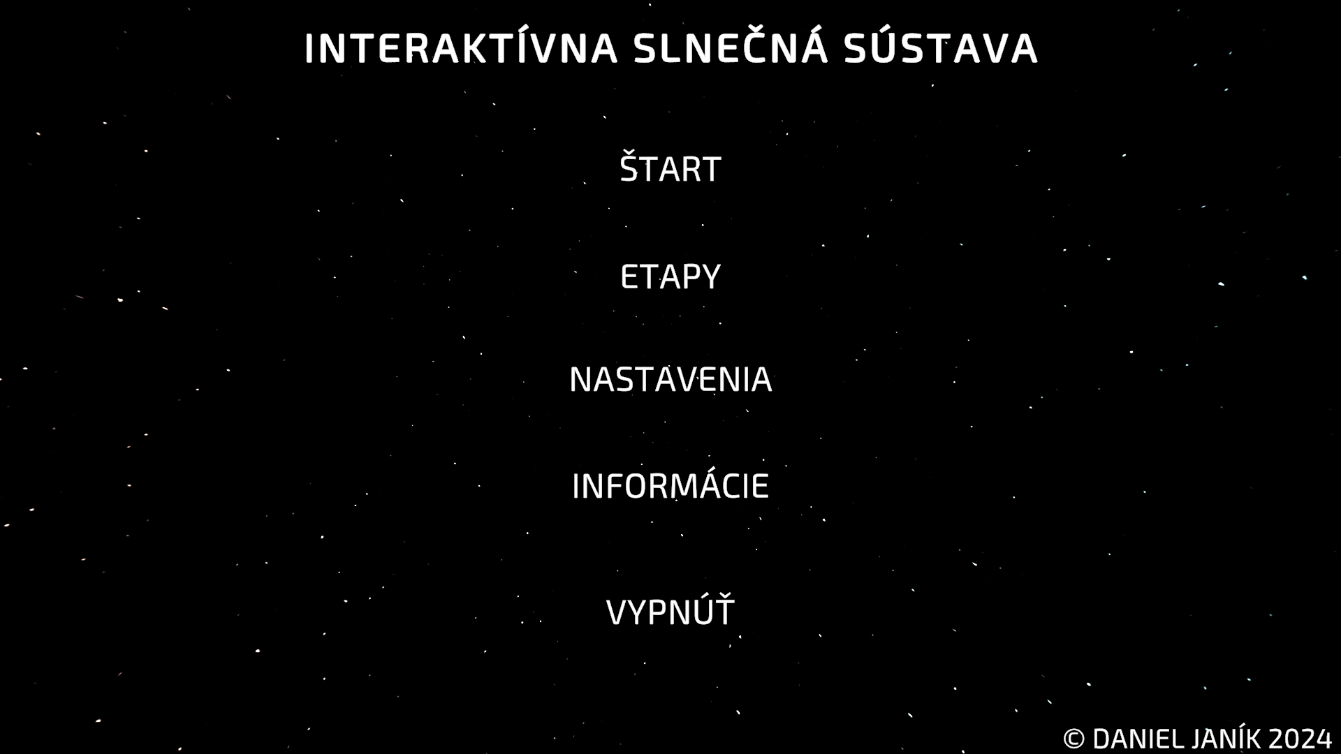 INTERAKTÍVNA SLNEČNÁ SÚSTAVA
ŠTART
ETAPY
NASTAVENIA
INFORMÁCIE
VYPNÚŤ
© DANIEL JANÍK 2024